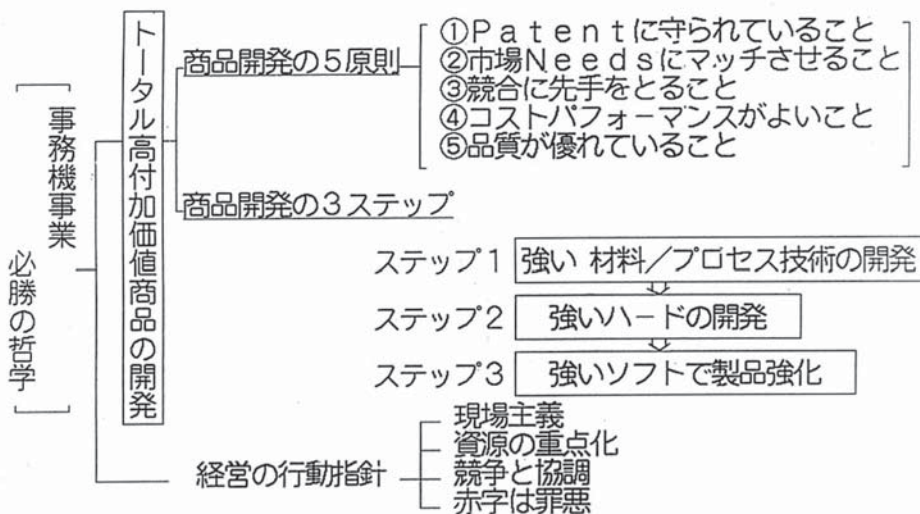 事務機事業
必勝の哲学
トータル高付加価値商品の開発
商品開発の5原則
①Patentに守られていること
②市場Needsにマッチさせること
③競合に先手をとること
④コストパフォーマンスがよいこと
⑤品質が優れていること
商品開発の3ステップ
ステップ1 強い 材料／プロセス技術の開発
ステップ2 強いハードの開発
ステップ3 強いソフトで製品強化
経営の行動指針
現場主義
資源の重点化
競争と協調
赤字は罪悪